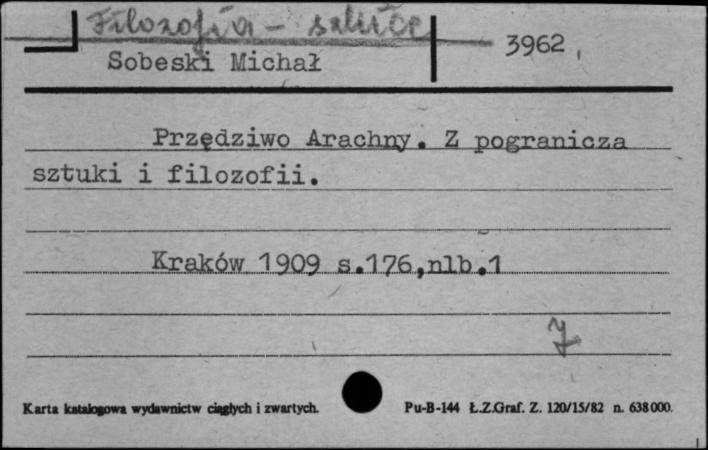 Filozofia - sztuce
3962
Sobeski Michał
Przędziwo Arachny. Z pogranicza
sztuki i filozofii.
Kraków 1909 s.176,nlb.1
Karta katalogowa wydawnictw ciągłych i zwartych.
Pu-B-144 Ł.Z.Graf. Z. 120/15/82 n. 638000.